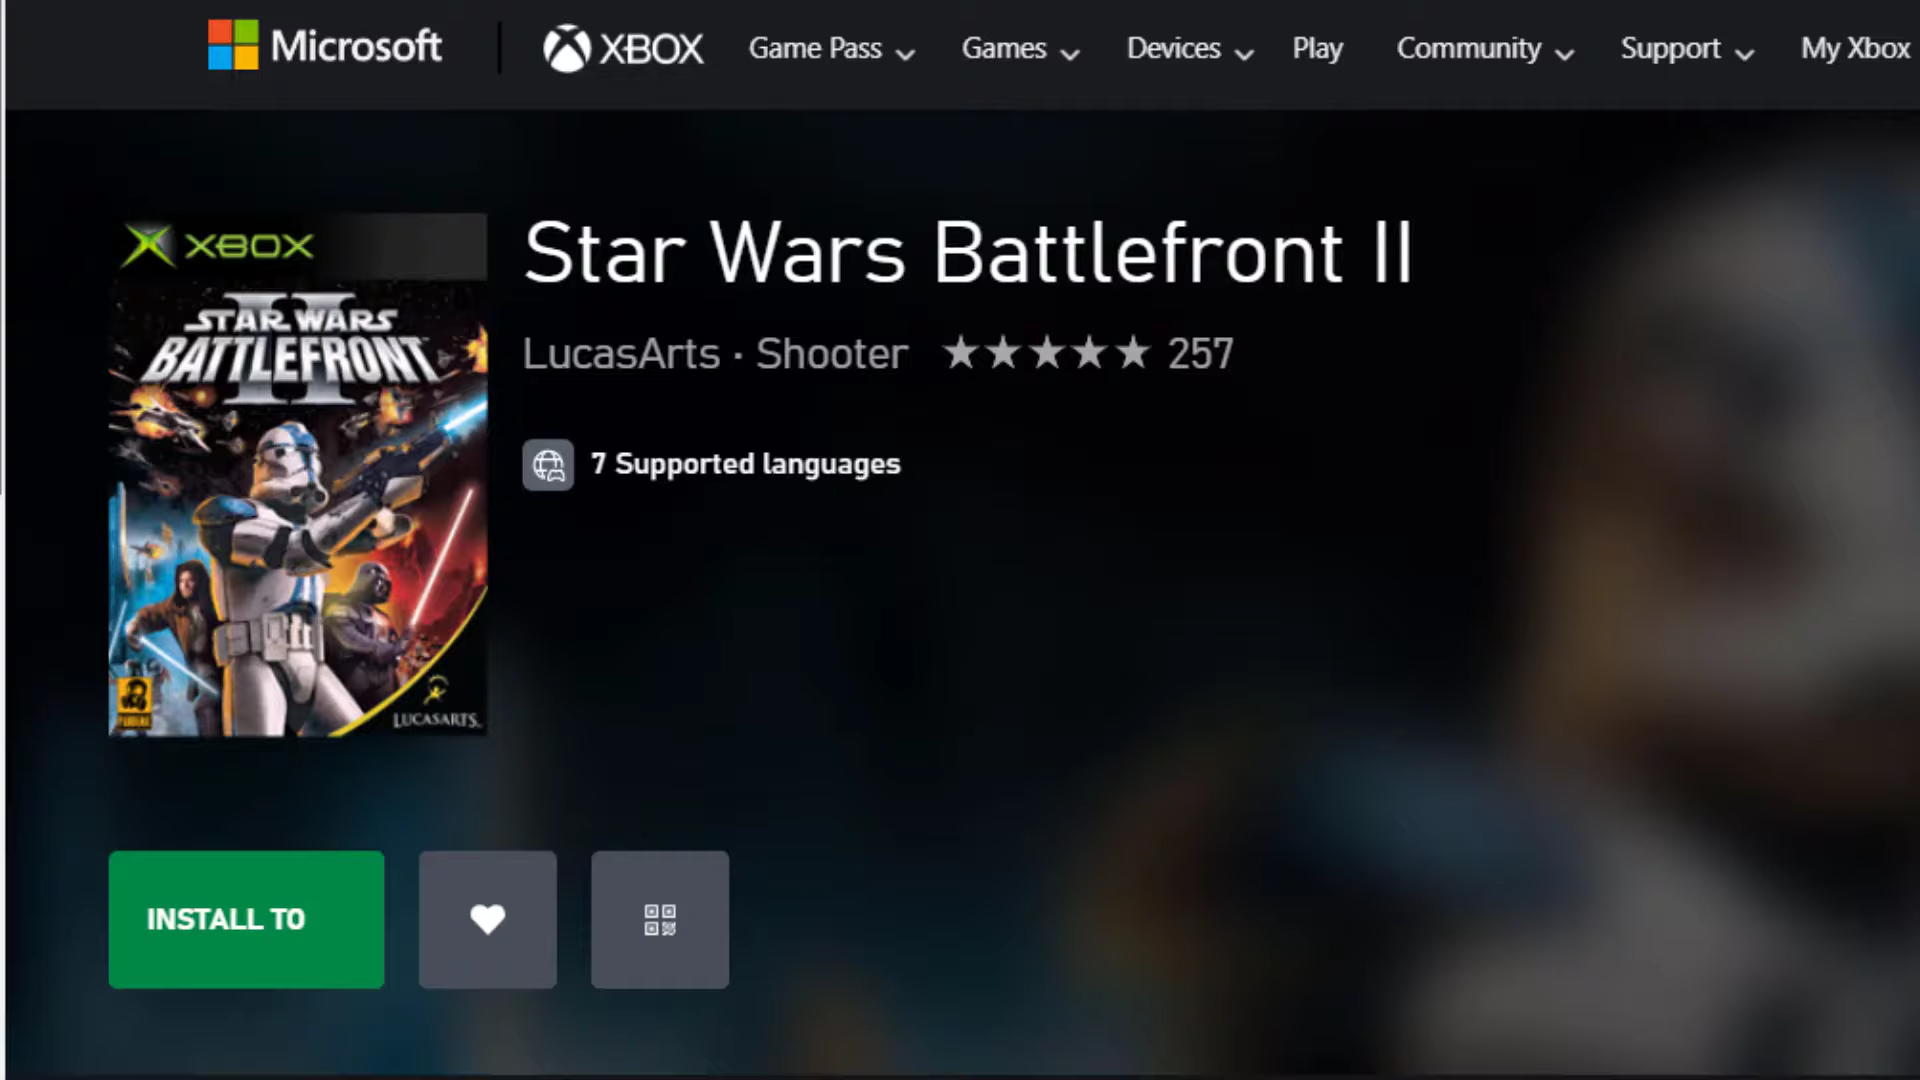 Microsoft XBOX Game Pass Games Devices Play Community Support My Xbox
XBOX
STAR WARS
BATTLEFRONT
II
LUCASARTS
Star Wars Battlefront II
LucasArts · Shooter ★★★★★ 257
7 Supported languages
INSTALL TO